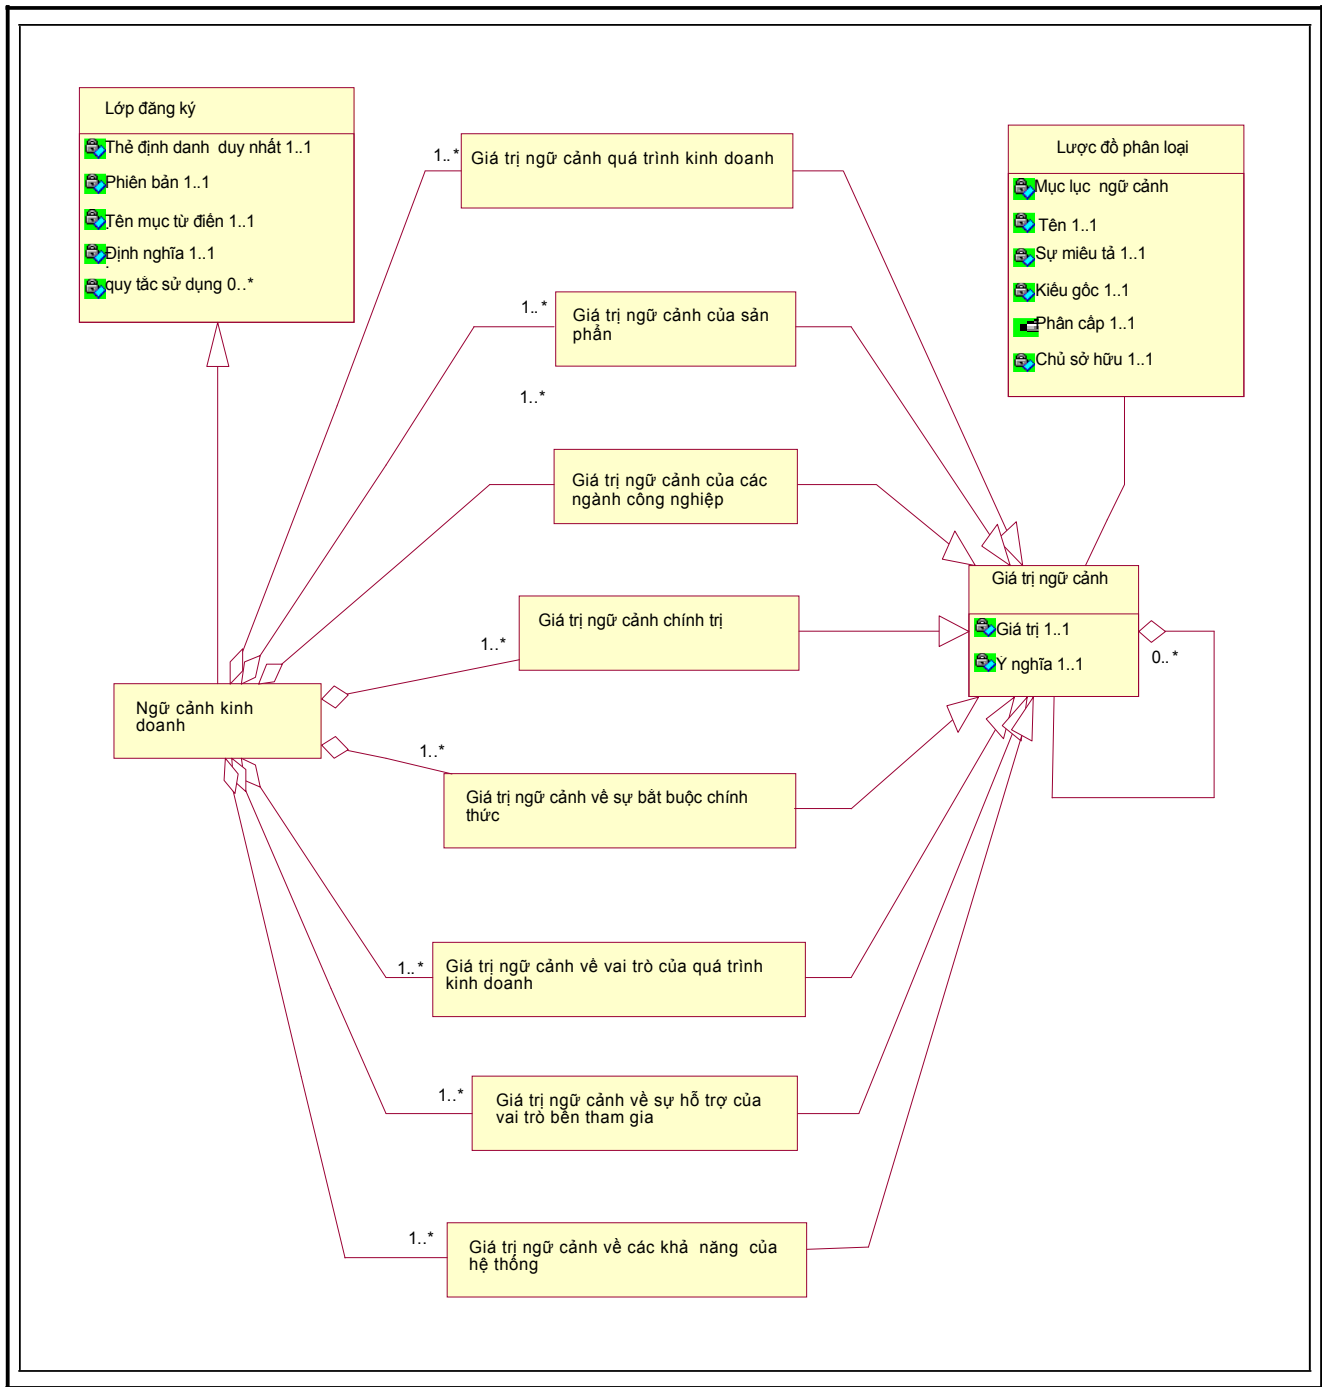 Lớp đăng ký
Thẻ định danh duy nhất 1..1
Phiên bản 1..1
Tên mục từ điển 1..1
Định nghĩa 1..1
quy tắc sử dụng 0..*
1..*
Giá trị ngữ cảnh quá trình kinh doanh
Lược đồ phân loại
Mục lục ngữ cảnh
Tên 1..1
Sự miêu tả 1..1
Kiểu gốc 1..1
Phân cấp 1..1
Chủ sở hữu 1..1
1..*
Giá trị ngữ cảnh của sản
phẩn
1..*
Giá trị ngữ cảnh của các
ngành công nghiệp
Giá trị ngữ cảnh
Giá trị 1..1
Ý nghĩa 1..1
0..*
1..*
Giá trị ngữ cảnh chính trị
Ngữ cảnh kinh
doanh
1..*
Giá trị ngữ cảnh về sự bắt buộc chính
thức
1..*
Giá trị ngữ cảnh về vai trò của quá trình
kinh doanh
1..*
Giá trị ngữ cảnh về sự hỗ trợ của
vai trò bên tham gia
1..*
Giá trị ngữ cảnh về các khả năng của
hệ thống